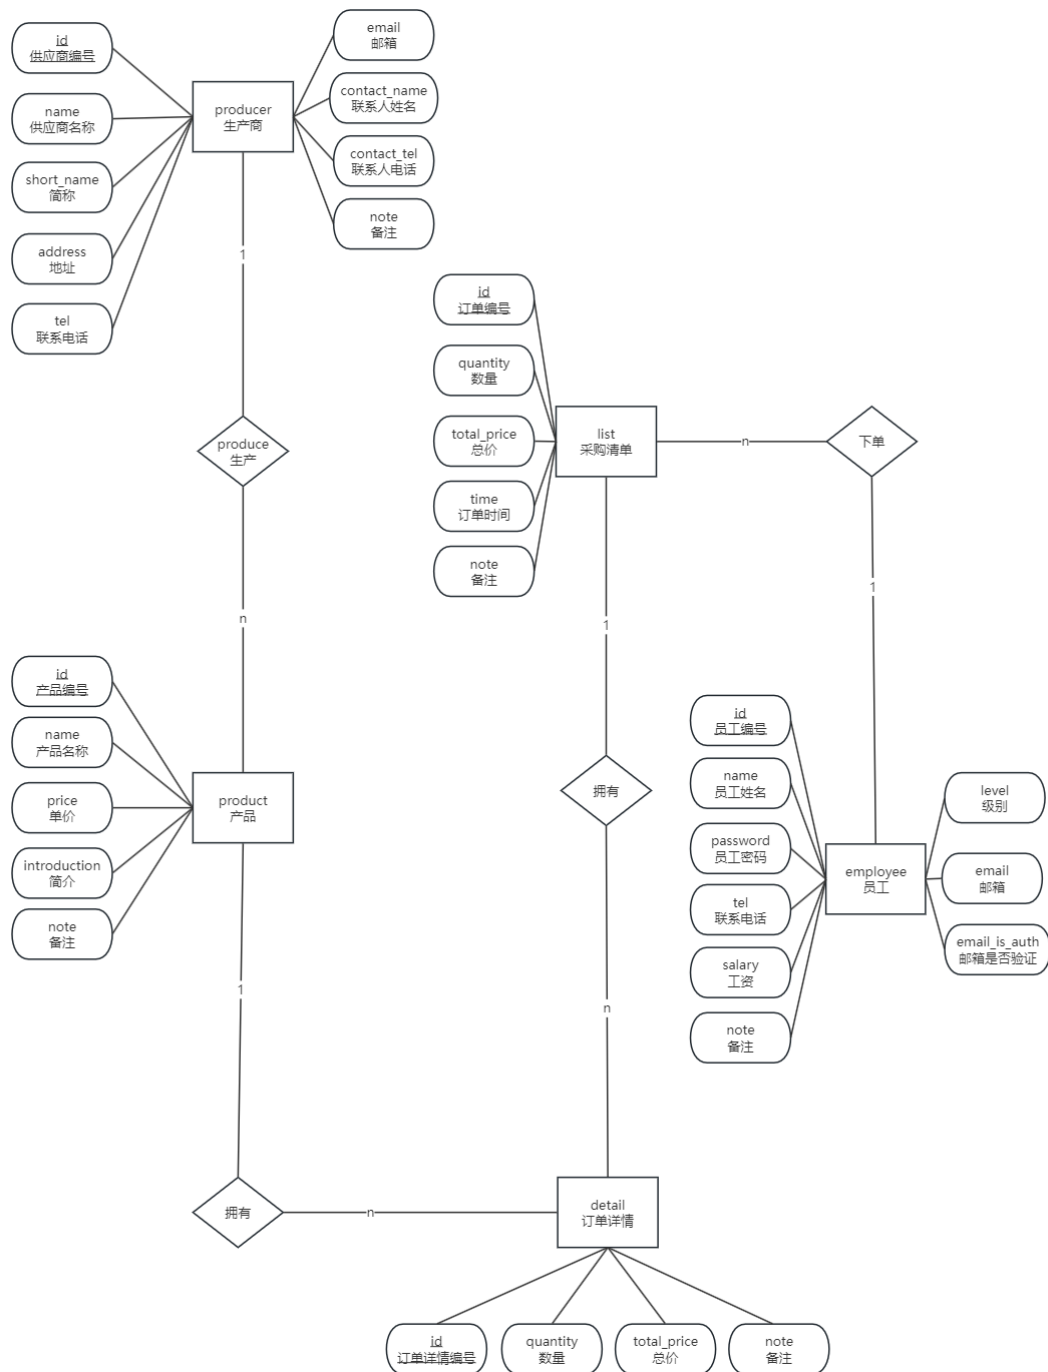 id
供应商编号
name
供应商名称
short_name
简称
address
地址
tel
联系电话
producer
生产商
email
邮箱
contact_name
联系人姓名
contact_tel
联系人电话
note
备注
1
produce
生产
n
id
订单编号
quantity
数量
total_price
总价
time
订单时间
note
备注
list
采购清单
n
下单
1
1
拥有
n
id
产品编号
name
产品名称
price
单价
introduction
简介
note
备注
product
产品
1
拥有
n
id
员工编号
name
员工姓名
password
员工密码
tel
联系电话
salary
工资
note
备注
employee
员工
level
级别
email
邮箱
email_is_auth
邮箱是否验证
detail
订单详情
id
订单详情编号
quantity
数量
total_price
总价
note
备注